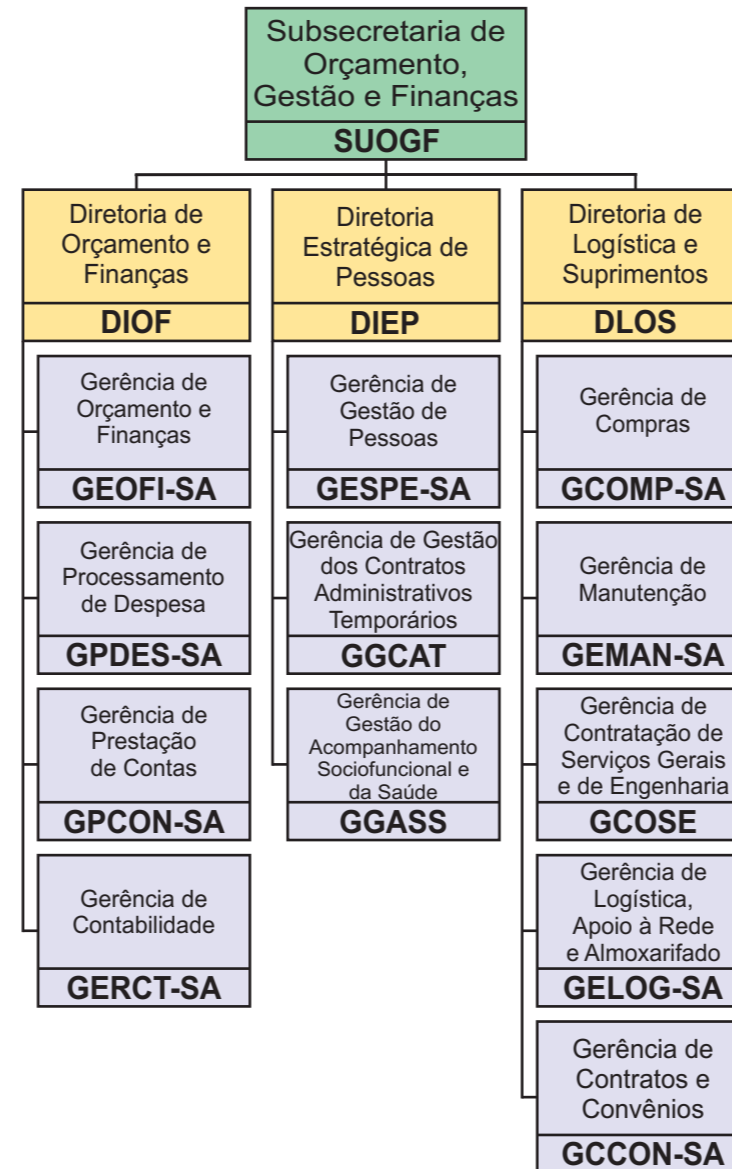 Subsecretaria de
Orçamento,
Gestão e Finanças
SUOGF
Diretoria de
Orçamento e
Finanças
DIOF
Gerência de
Orçamento e
Finanças
GEOFI-SA
Gerência de
Processamento
de Despesa
GPDES-SA
Gerência de
Prestação
de Contas
GPCON-SA
Gerência de
Contabilidade
GERCT-SA
Diretoria
Estratégica de
Pessoas
DIEP
Gerência de
Gestão de
Pessoas
GESPE-SA
Gerência de Gestão
dos Contratos
Administrativos
Temporários
GGCAT
Gerência de
Gestão do
Acompanhamento
Sociofuncional e
da Saúde
GGASS
Diretoria de
Logística e
Suprimentos
DLOS
Gerência de
Compras
GCOMP-SA
Gerência de
Manutenção
GEMAN-SA
Gerência de
Contratação de
Serviços Gerais
e de Engenharia
GCOSE
Gerência de
Logística,
Apoio à Rede
e Almoxarifado
GELOG-SA
Gerência de
Contratos e
Convênios
GCCON-SA